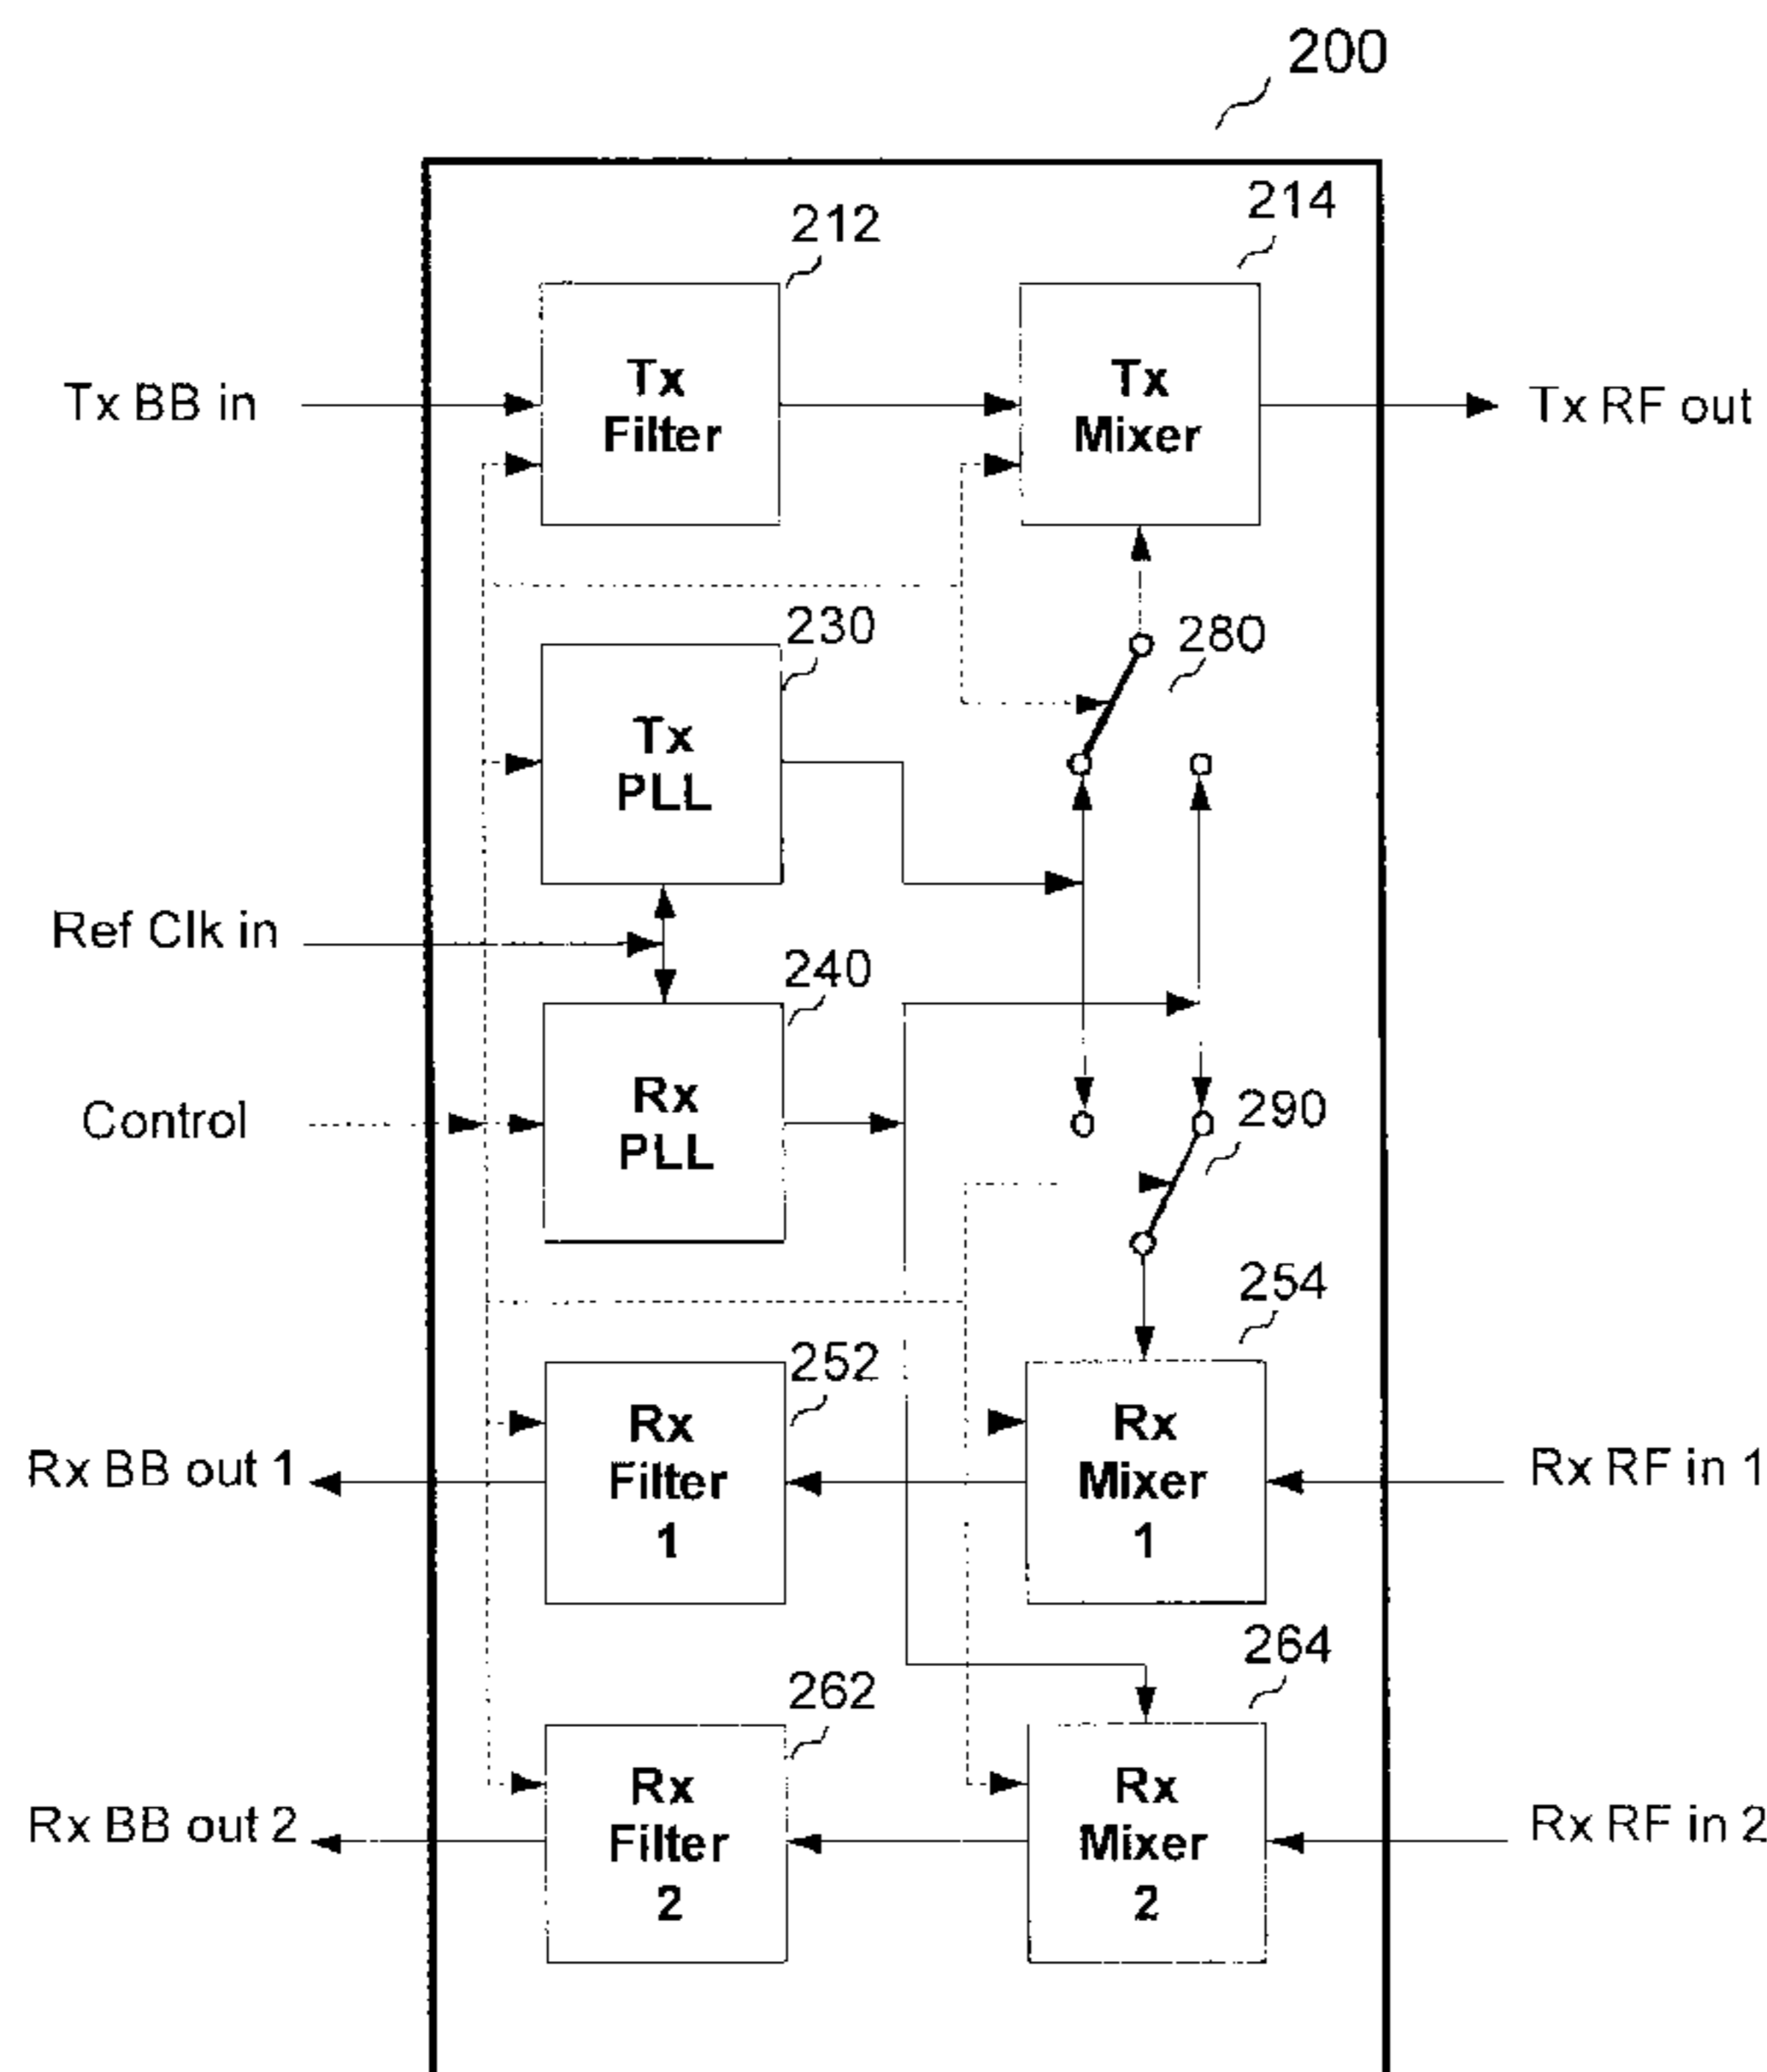 200
214
212
Tx
Filter
Tx
Mixer
Tx BB in
Tx RF out
230
280
Tx
PLL
Ref Clk in
240
Control
Rx
PLL
290
254
252
Rx
Filter
1
Rx
Mixer
1
Rx BB out 1
Rx RF in 1
264
262
Rx
Filter
2
Rx
Mixer
2
Rx BB out 2
Rx RF in 2